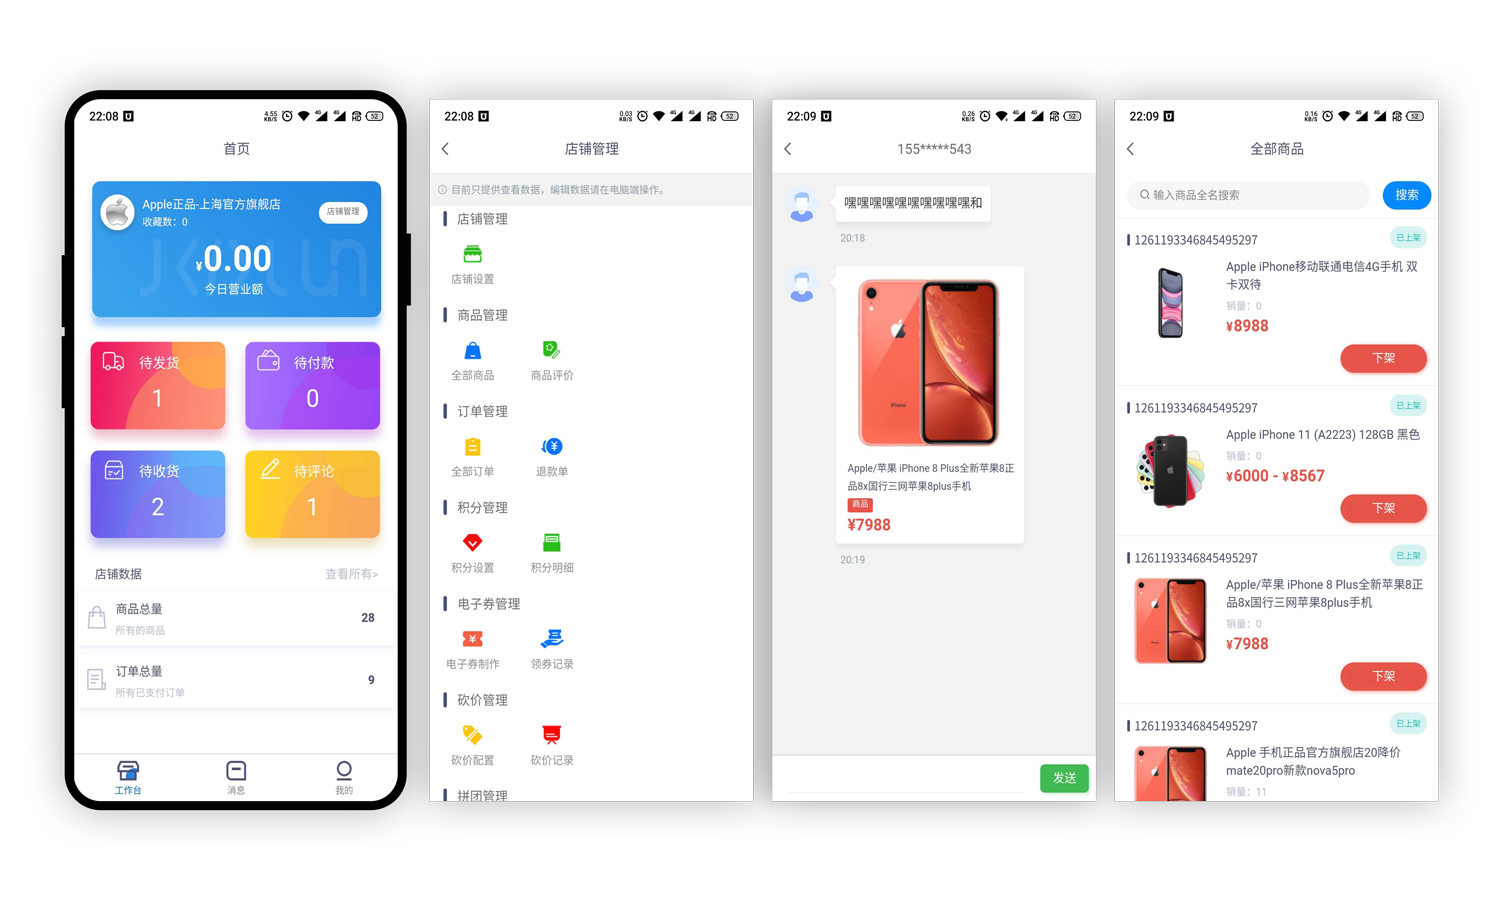 22:08
4.55
KB/S
4G
4G
52
首页
Apple正品-上海官方旗舰店
收藏数：0
店铺管理
¥0.00
今日营业额
待发货
1
待付款
0
待收货
2
待评论
1
店铺数据
查看所有>
商品总量
所有的商品
28
订单总量
所有已支付订单
9
工作台
消息
我的
22:08
0.03
KB/S
4G
4G
52
店铺管理
目前只提供查看数据，编辑数据请在电脑端操作。
店铺管理
店铺设置
商品管理
全部商品
商品评价
订单管理
全部订单
退款单
积分管理
积分设置
积分明细
电子券管理
电子券制作
领券记录
砍价管理
砍价配置
砍价记录
拼团管理
22:09
0.26
KB/S
4G
4G
52
155*****543
嘿嘿嘿嘿嘿嘿嘿嘿嘿嘿和
20:18
iPhone
Apple/苹果 iPhone 8 Plus全新苹果8正
品8x国行三网苹果8plus手机
商品
¥7988
20:19
发送
22:09
0.16
KB/S
4G
4G
52
全部商品
输入商品全名搜索
搜索
1261193346845495297
已上架
Apple iPhone移动联通电信4G手机 双
卡双待
销量：0
¥8988
下架
1261193346845495297
已上架
Apple iPhone 11 (A2223) 128GB 黑色
销量：0
¥6000 - ¥8567
下架
1261193346845495297
已上架
Apple/苹果 iPhone 8 Plus全新苹果8正
品8x国行三网苹果8plus手机
销量：0
¥7988
下架
1261193346845495297
已上架
Apple 手机正品官方旗舰店20降价
mate20pro新款nova5pro
销量：11